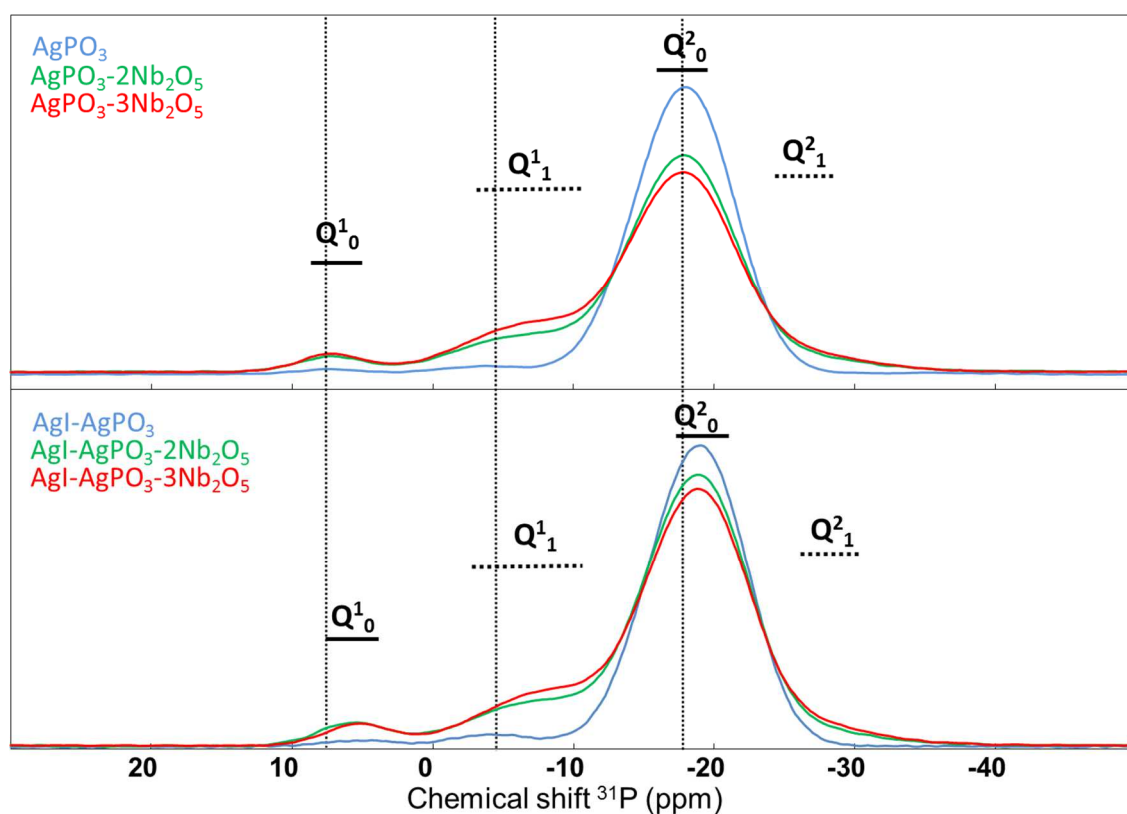 AgPO₃
AgPO₃-2Nb₂O₅
AgPO₃-3Nb₂O₅
Q²₀
Q¹₁
Q²₁
Q¹₀
AgI-AgPO₃
AgI-AgPO₃-2Nb₂O₅
AgI-AgPO₃-3Nb₂O₅
Q²₀
Q¹₁
Q²₁
Q¹₀
20 10 0 -10 -20 -30 -40
Chemical shift ³¹P (ppm)